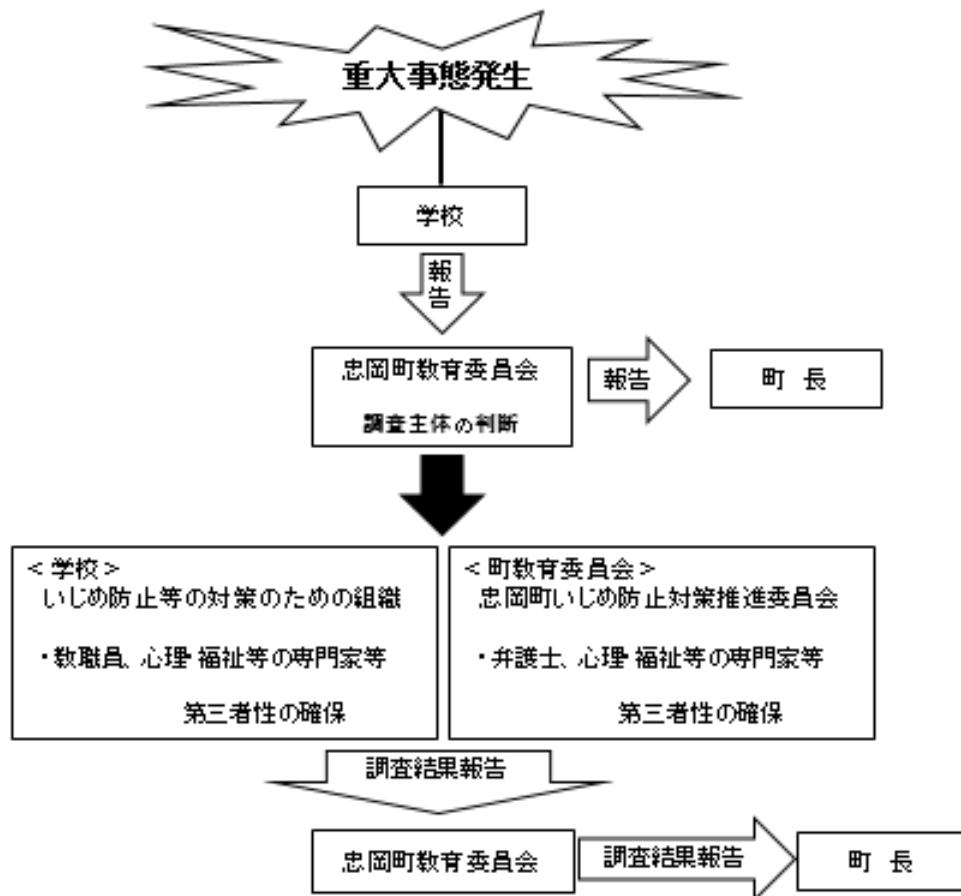 重大事態発生
学校
報告
忠岡町教育委員会
調査主体の判断
報告
町 長
<学校>
いじめ防止等の対策のための組織
・教職員、心理・福祉等の専門家等
第三者性の確保
<町教育委員会>
忠岡町いじめ防止対策推進委員会
・弁護士、心理・福祉等の専門家等
第三者性の確保
調査結果報告
忠岡町教育委員会
調査結果報告
町 長